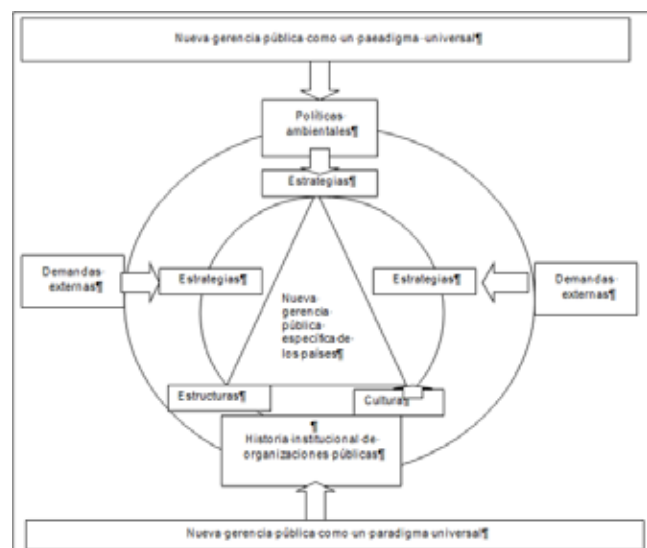 Nueva·gerencia·pública·como·un·paeadigma·universal¶
Políticas·
ambientales¶
Estrategias¶
Demandas·
externas¶
Estrategias¶
Estrategias¶
Demandas·
externas¶
Nueva·
gerencia·
pública·
específica·de·
los·países¶
Estructuras¶
Cultura¶
¶
Historia·institucional·de·
organizaciones·públicas¶
Nueva·gerencia·pública·como·un·paradigma·universal¶